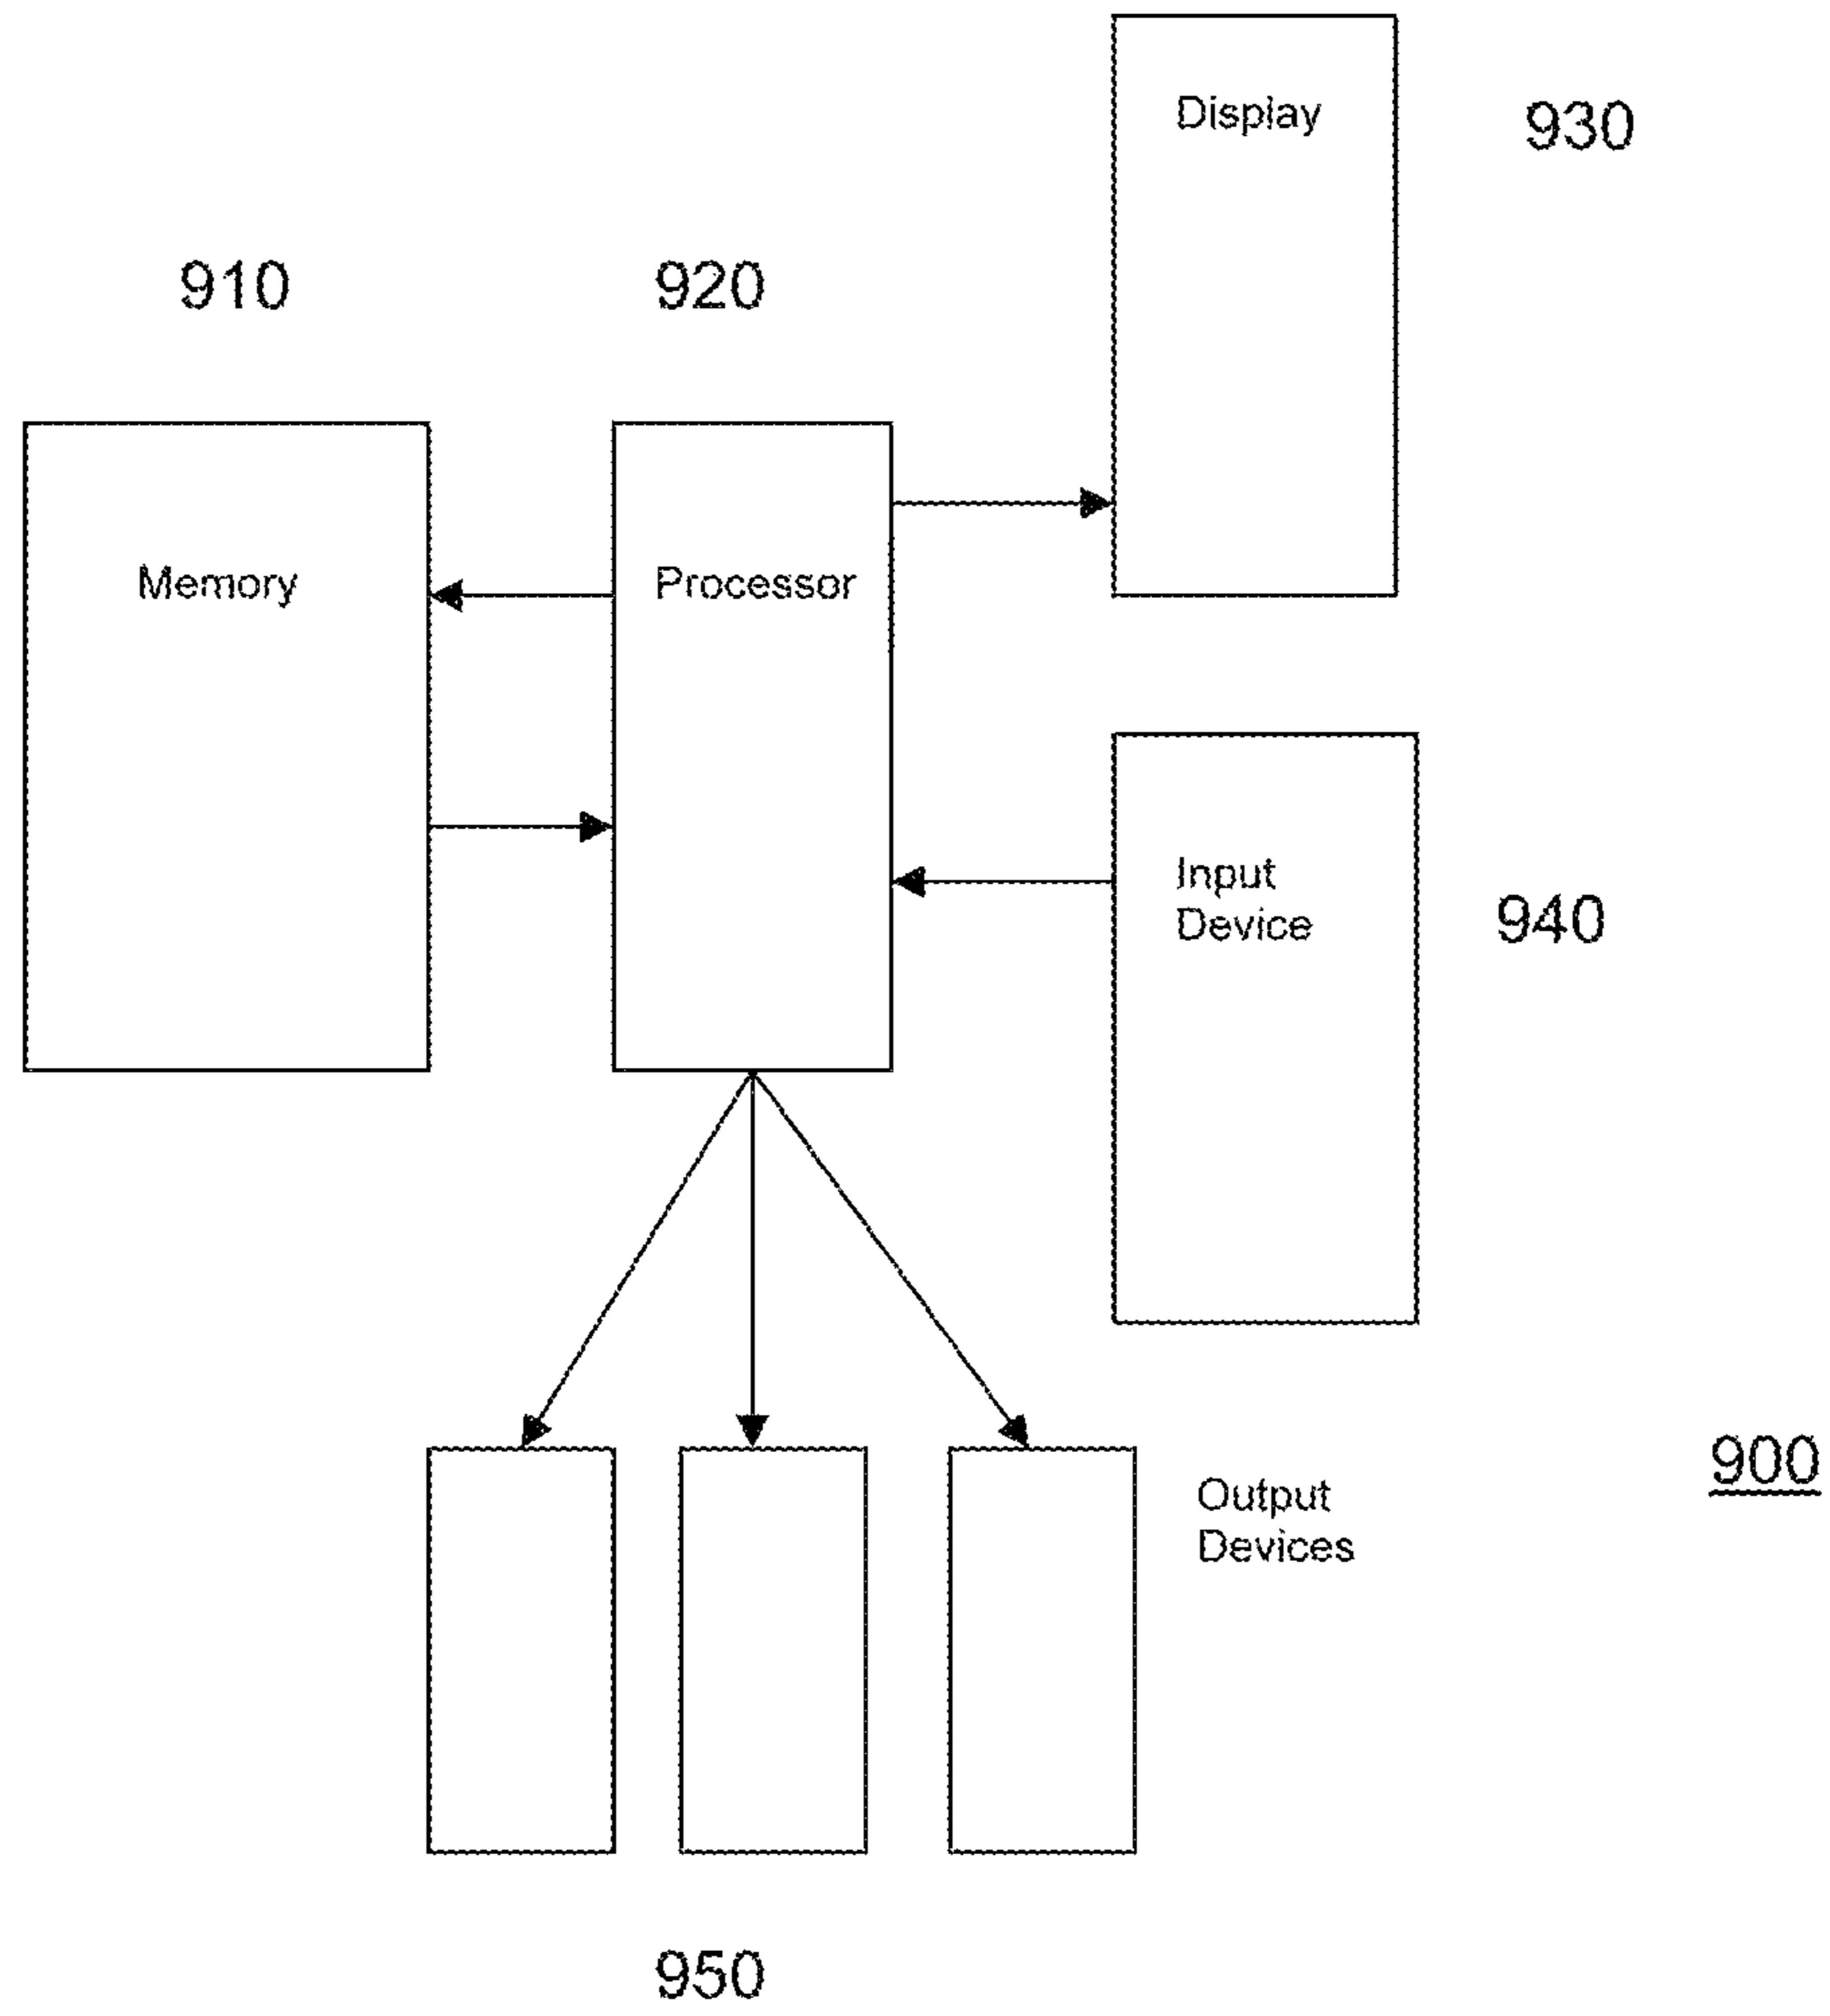 Display
930
910
920
Memory
Processor
Input
Device
940
900
Output
Devices
950